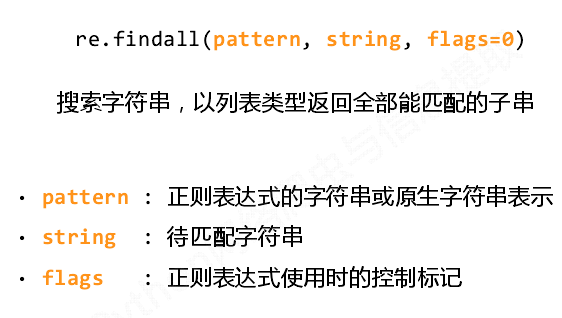 re.findall(pattern, string, flags=0)
搜索字符串，以列表类型返回全部能匹配的子串
· pattern : 正则表达式的字符串或原生字符串表示
· string : 待匹配字符串
· flags : 正则表达式使用时的控制标记